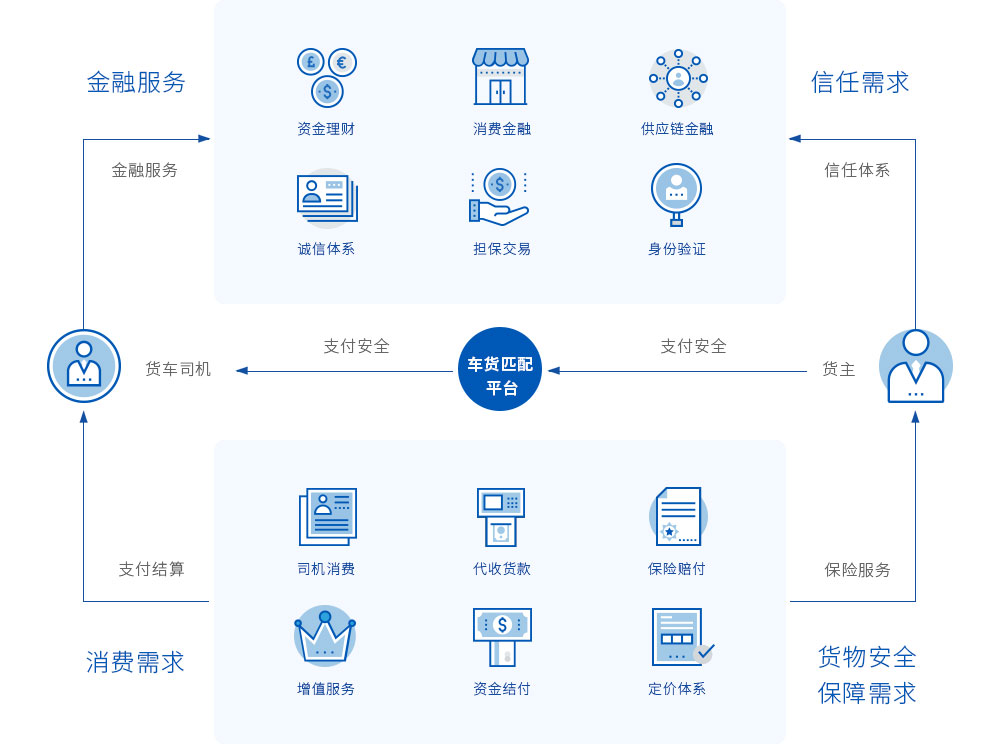 金融服务
信任需求
资金理财
消费金融
供应链金融
金融服务
信任体系
诚信体系
担保交易
身份验证
支付安全
支付安全
货车司机
车货匹配
平台
货主
司机消费
代收货款
保险赔付
支付结算
保险服务
消费需求
货物安全
保障需求
增值服务
资金结付
定价体系